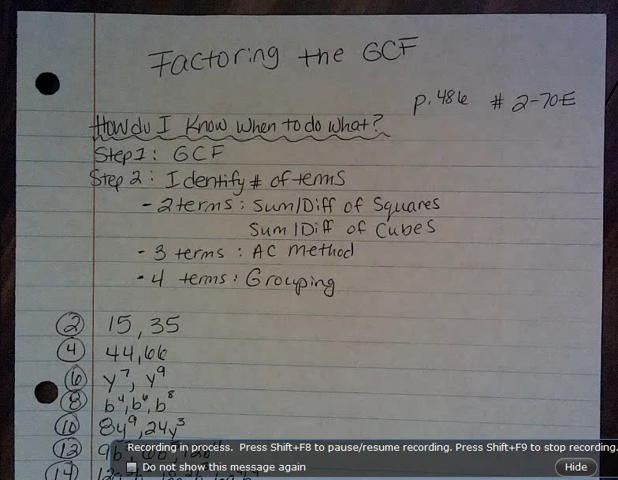 Factoring the GCF
p. 486 # 2-70E
How do I Know When to do What?
Step 1: GCF
Step 2: Identify # of terms
- 2 terms: Sum/Diff of Squares
Sum/Diff of Cubes
- 3 terms: AC Method
- 4 terms: Grouping
② 15, 35
④ 44, 66
⑥ y⁷, y⁹
⑧ b⁴, b⁶, b⁸
⑩ 8y⁹, 24y³
⑫ 9b
Recording in process. Press Shift+F8 to pause/resume recording. Press Shift+F9 to stop recording.
Do not show this message again
Hide
⑭